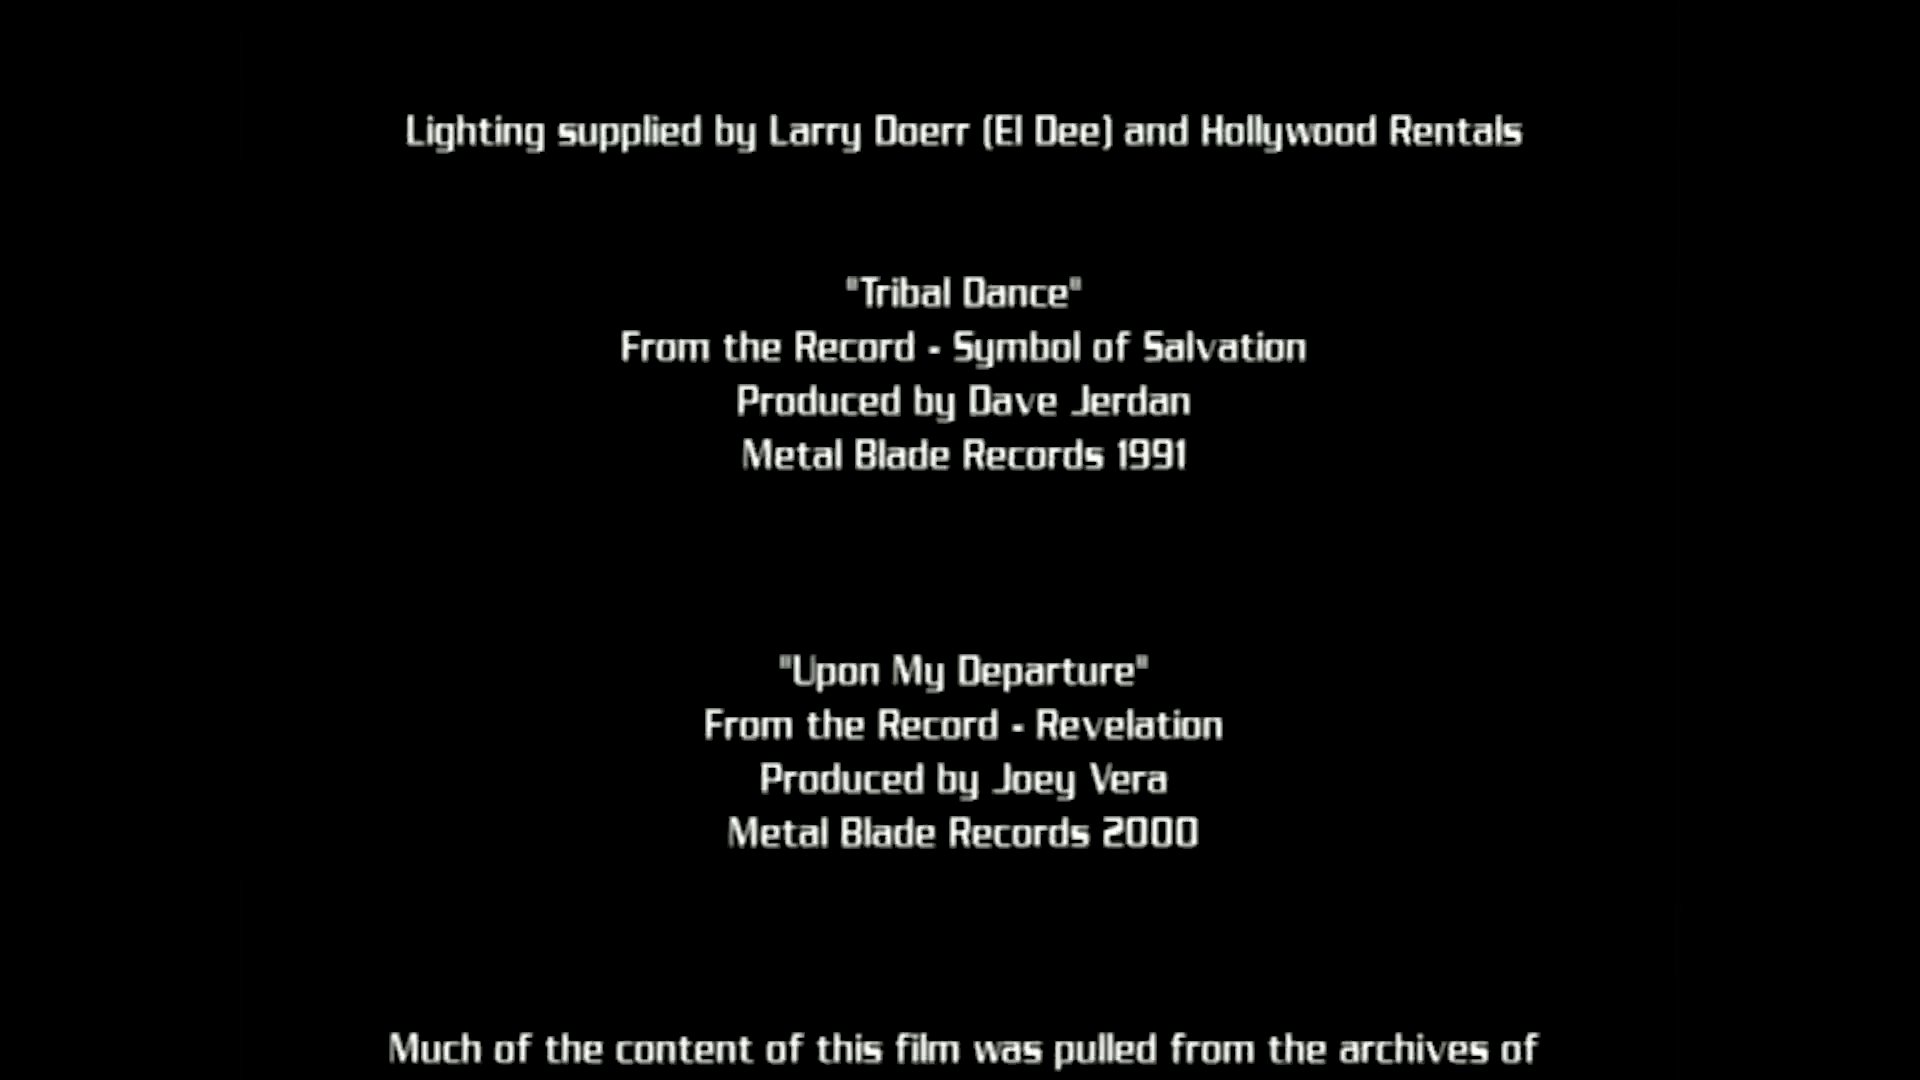 Lighting supplied by Larry Doerr (El Dee) and Hollywood Rentals
"Tribal Dance"
From the Record - Symbol of Salvation
Produced by Dave Jerdan
Metal Blade Records 1991
"Upon My Departure"
From the Record - Revelation
Produced by Joey Vera
Metal Blade Records 2000
Much of the content of this film was pulled from the archives of